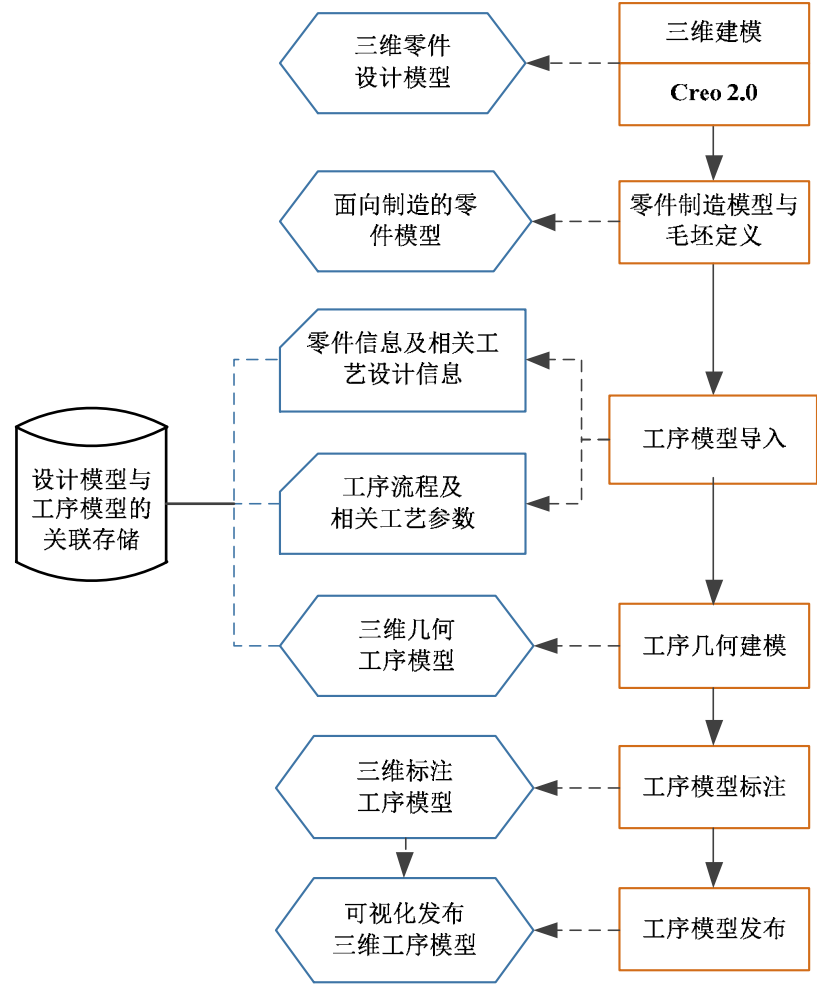 三维零件
设计模型
三维建模
Creo 2.0
面向制造的零
件模型
零件制造模型与
毛坯定义
零件信息及相关工
艺设计信息
工序模型导入
设计模型与
工序模型的
关联存储
工序流程及
相关工艺参数
三维几何
工序模型
工序几何建模
三维标注
工序模型
工序模型标注
可视化发布
三维工序模型
工序模型发布